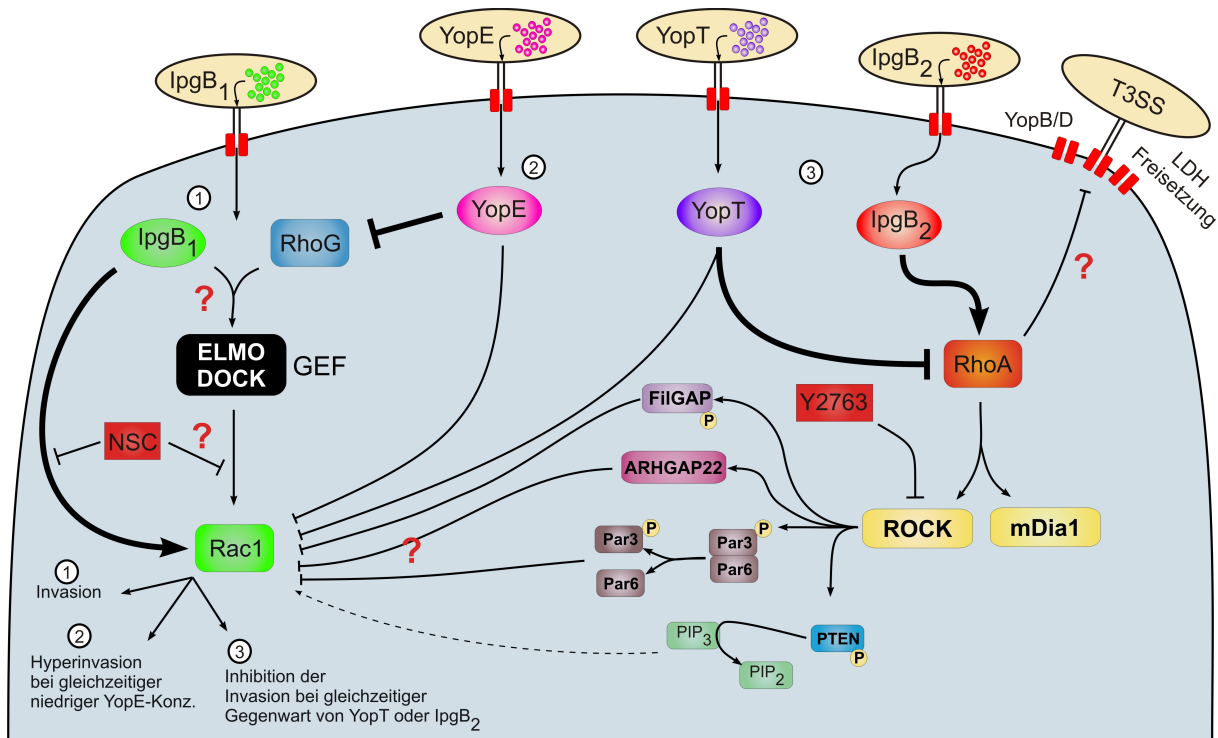 YopE
YopT
IpgB2
IpgB1
T3SS
YopB/D
LDH
Freisetzung
2
3
1
IpgB1
RhoG
YopE
YopT
IpgB2
?
?
ELMO
DOCK
GEF
RhoA
FilGAP
P
Y2763
NSC
?
ARHGAP22
ROCK
mDia1
Rac1
?
Par3
P
Par6
Par3
P
Par6
1
Invasion
2
Hyperinvasion
bei gleichzeitiger
niedriger YopE-Konz.
3
Inhibition der
Invasion bei gleichzeitiger
Gegenwart von YopT oder IpgB2
PIP3
PIP2
PTEN
P